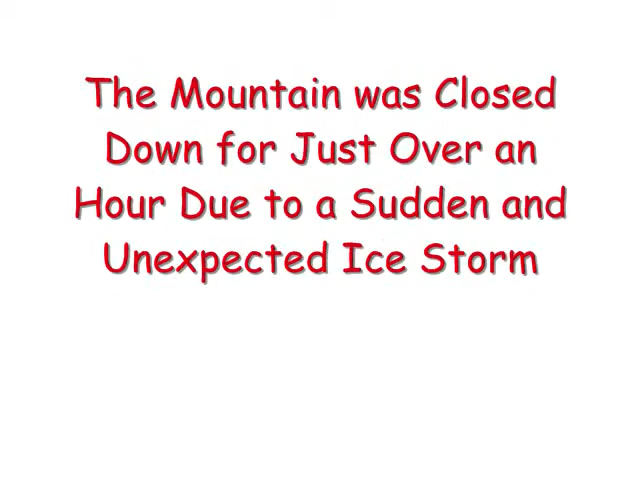 The Mountain was Closed
Down for Just Over an
Hour Due to a Sudden and
Unexpected Ice Storm